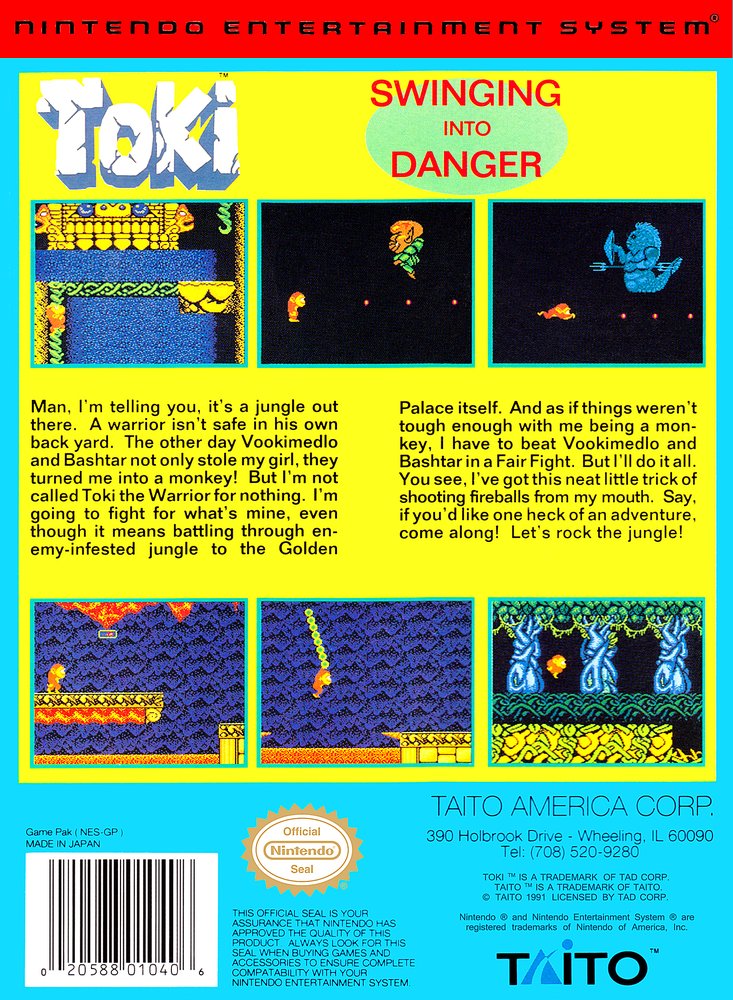 NINTENDO ENTERTAINMENT SYSTEM®
Toki™
SWINGING
INTO
DANGER
Man, I'm telling you, it's a jungle out
there. A warrior isn't safe in his own
back yard. The other day Vookimedlo
and Bashtar not only stole my girl, they
turned me into a monkey! But I'm not
called Toki the Warrior for nothing. I'm
going to fight for what's mine, even
though it means battling through en-
emy-infested jungle to the Golden
Palace itself. And as if things weren't
tough enough with me being a mon-
key, I have to beat Vookimedlo and
Bashtar in a Fair Fight. But I'll do it all.
You see, I've got this neat little trick of
shooting fireballs from my mouth. Say,
if you'd like one heck of an adventure,
come along! Let's rock the jungle!
Game Pak ( NES-GP )
MADE IN JAPAN
0 20588 01040 6
Official
Nintendo®
Seal
THIS OFFICIAL SEAL IS YOUR
ASSURANCE THAT NINTENDO HAS
APPROVED THE QUALITY OF THIS
PRODUCT. ALWAYS LOOK FOR THIS
SEAL WHEN BUYING GAMES AND
ACCESSORIES TO ENSURE COMPLETE
COMPATABILITY WITH YOUR
NINTENDO ENTERTAINMENT SYSTEM.
TAITO AMERICA CORP.
390 Holbrook Drive - Wheeling, IL 60090
Tel: (708) 520-9280
TOKI ™ IS A TRADEMARK OF TAD CORP.
TAITO ™ IS A TRADEMARK OF TAITO.
© TAITO 1991 LICENSED BY TAD CORP.
Nintendo ® and Nintendo Entertainment System ® are
registered trademarks of Nintendo of America, Inc.
TAITO™